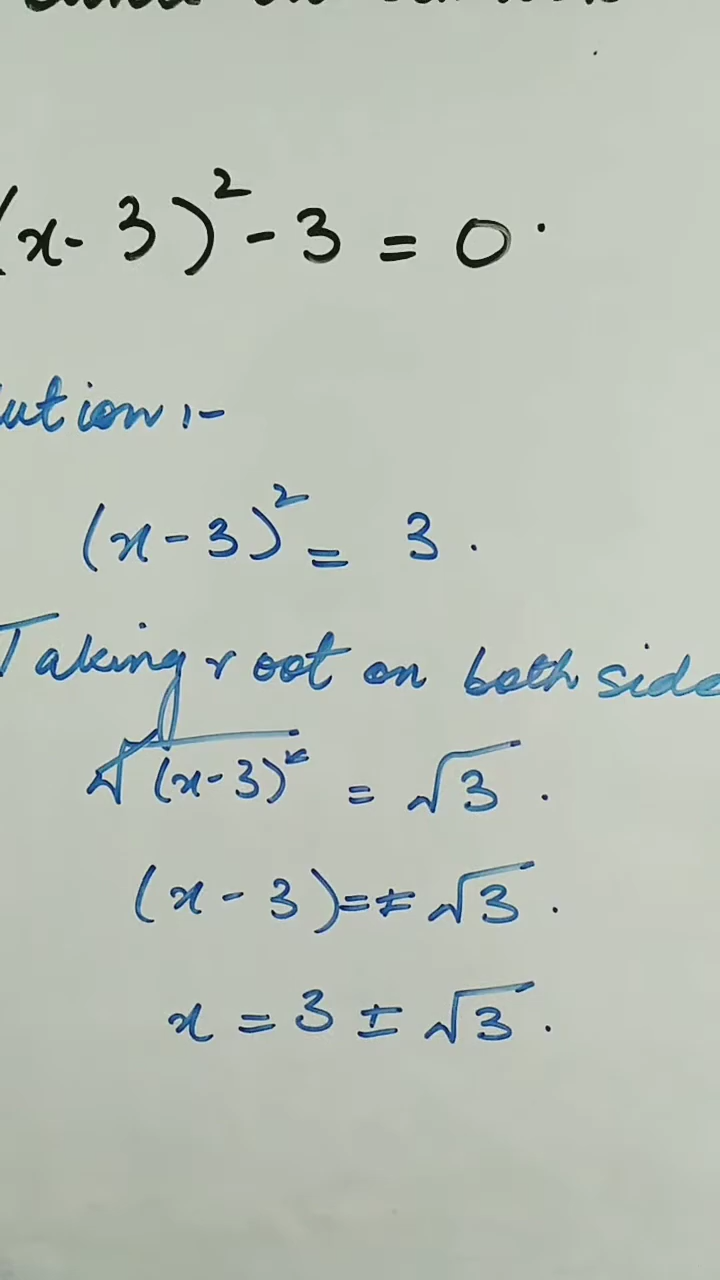 (x-3)²-3 = 0.
ution :-
(x-3)² = 3.
Taking root on both side
√(x-3)² = √3.
(x-3)=±√3.
x = 3 ± √3.